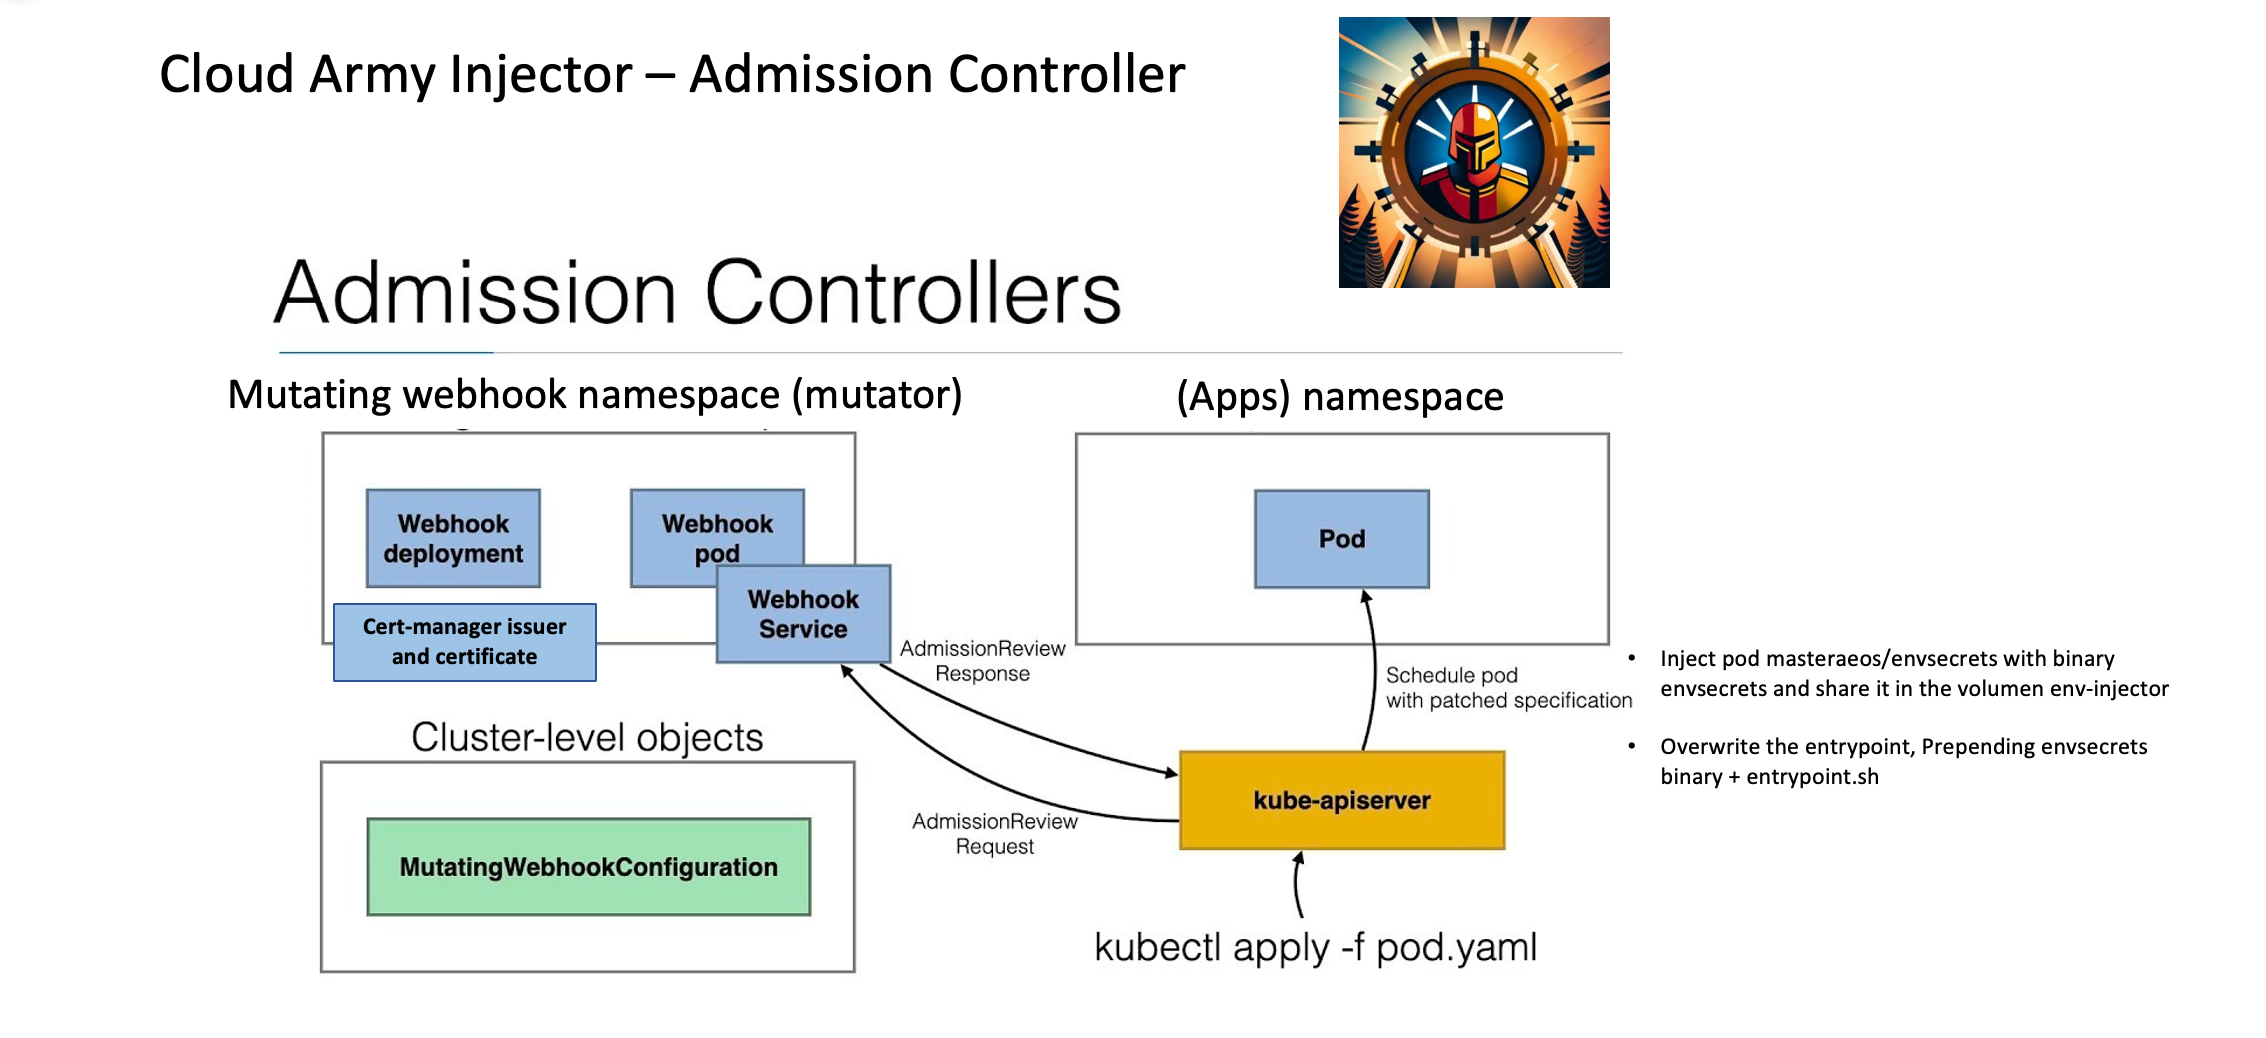 Cloud Army Injector – Admission Controller
Admission Controllers
Mutating webhook namespace (mutator)
(Apps) namespace
Webhook
deployment
Webhook
pod
Webhook
Service
Cert-manager issuer
and certificate
Pod
AdmissionReview
Response
Schedule pod
with patched specification
• Inject pod masteraeos/envsecrets with binary
envsecrets and share it in the volumen env-injector
• Overwrite the entrypoint, Prepending envsecrets
binary + entrypoint.sh
Cluster-level objects
MutatingWebhookConfiguration
kube-apiserver
AdmissionReview
Request
kubectl apply -f pod.yaml